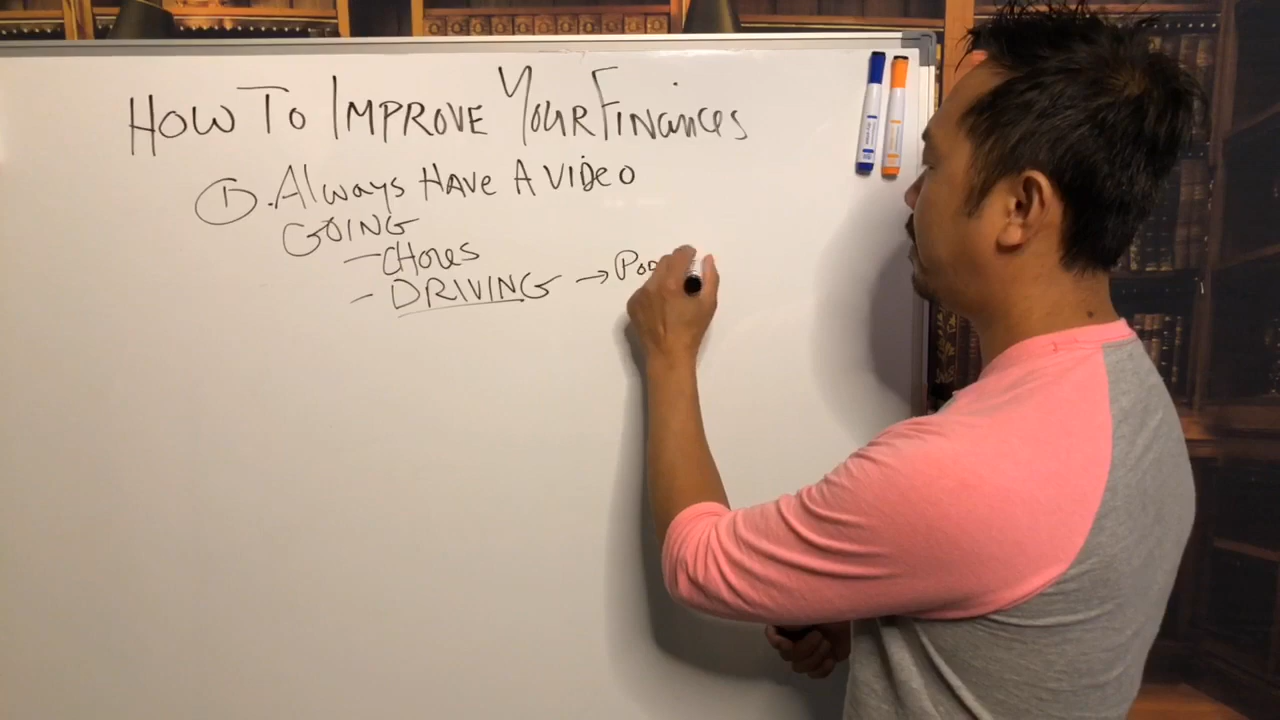 HOW TO IMPROVE YOUR FINANCES
①. Always HAVE A VIDEO
GOING
- CHORES
- DRIVING →